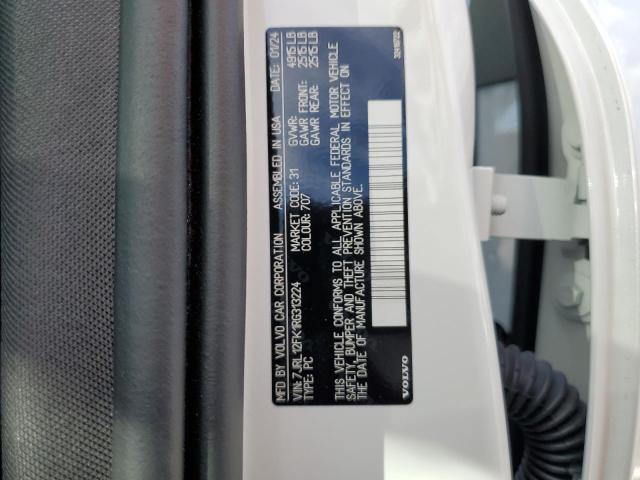 MFD BY VOLVO CAR CORPORATION ASSEMBLED IN USA DATE: 01/24
VIN: 7JRL12FK1RG313224 GVWR: 4915 LB
TYPE: PC MARKET CODE: 31 GAWR FRONT: 2515 LB
COLOUR: 707 GAWR REAR: 2515 LB
THIS VEHICLE CONFORMS TO ALL APPLICABLE FEDERAL MOTOR VEHICLE
SAFETY, BUMPER AND THEFT PREVENTION STANDARDS IN EFFECT ON
THE DATE OF MANUFACTURE SHOWN ABOVE.
VOLVO